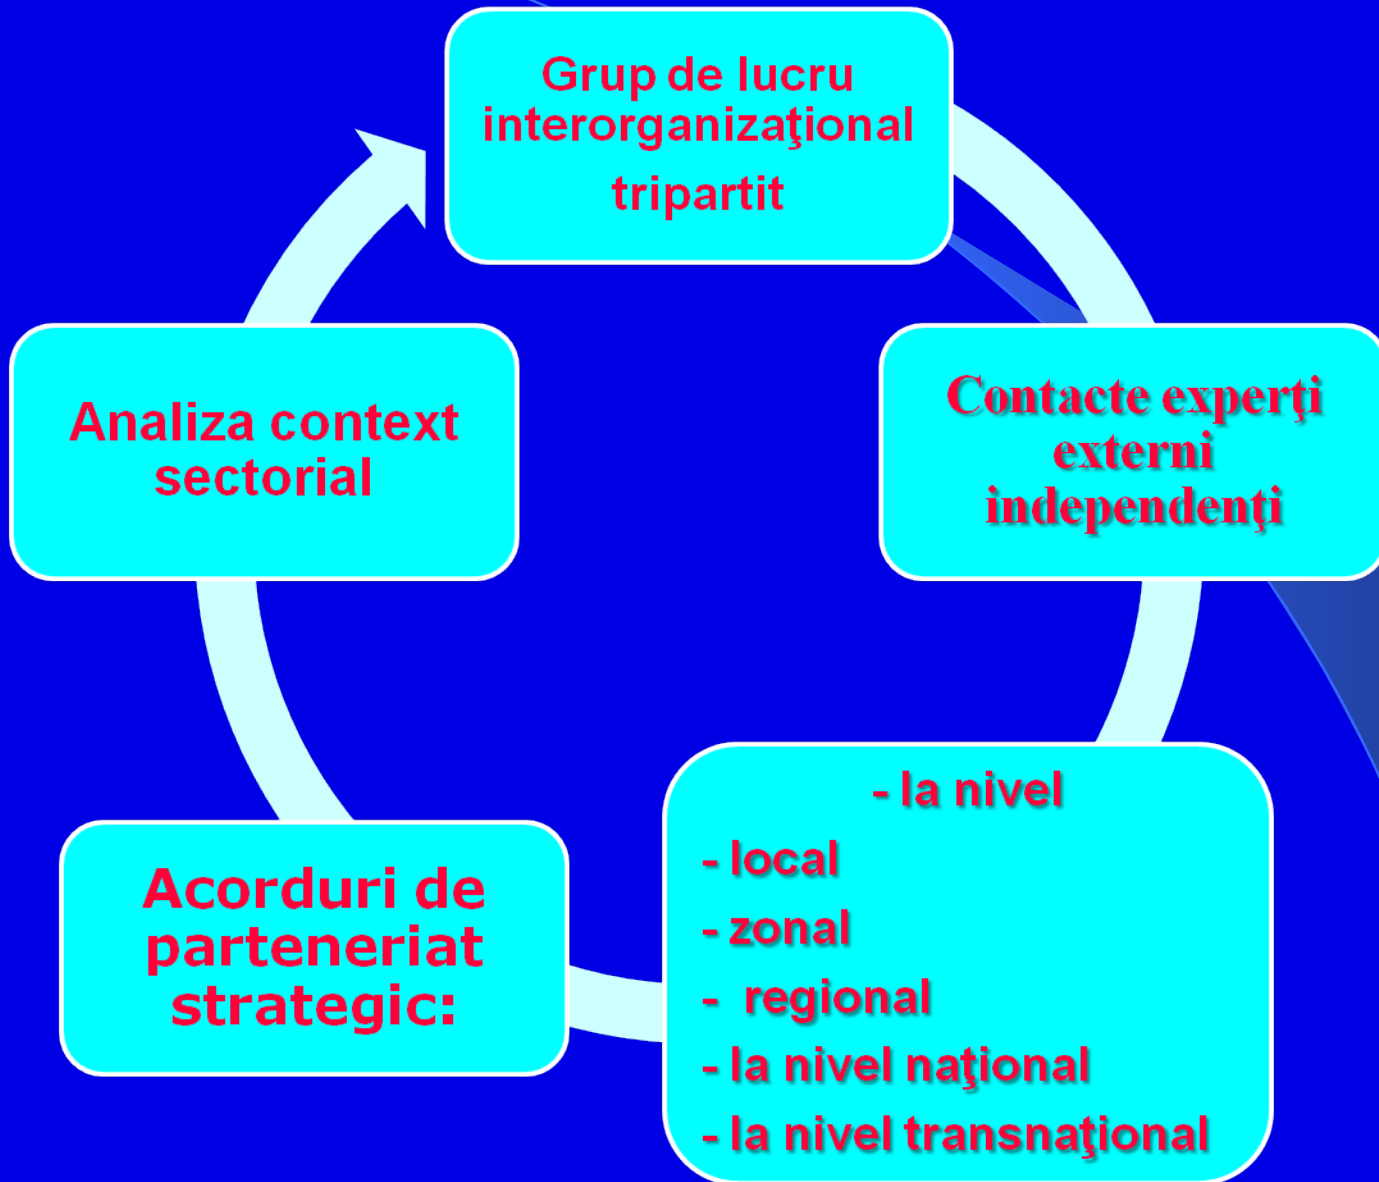 Grup de lucru
interorganizaţional
tripartit
Contacte experţi
externi
independenţi
- la nivel
- local
- zonal
- regional
- la nivel naţional
- la nivel transnaţional
Acorduri de
parteneriat
strategic:
Analiza context
sectorial